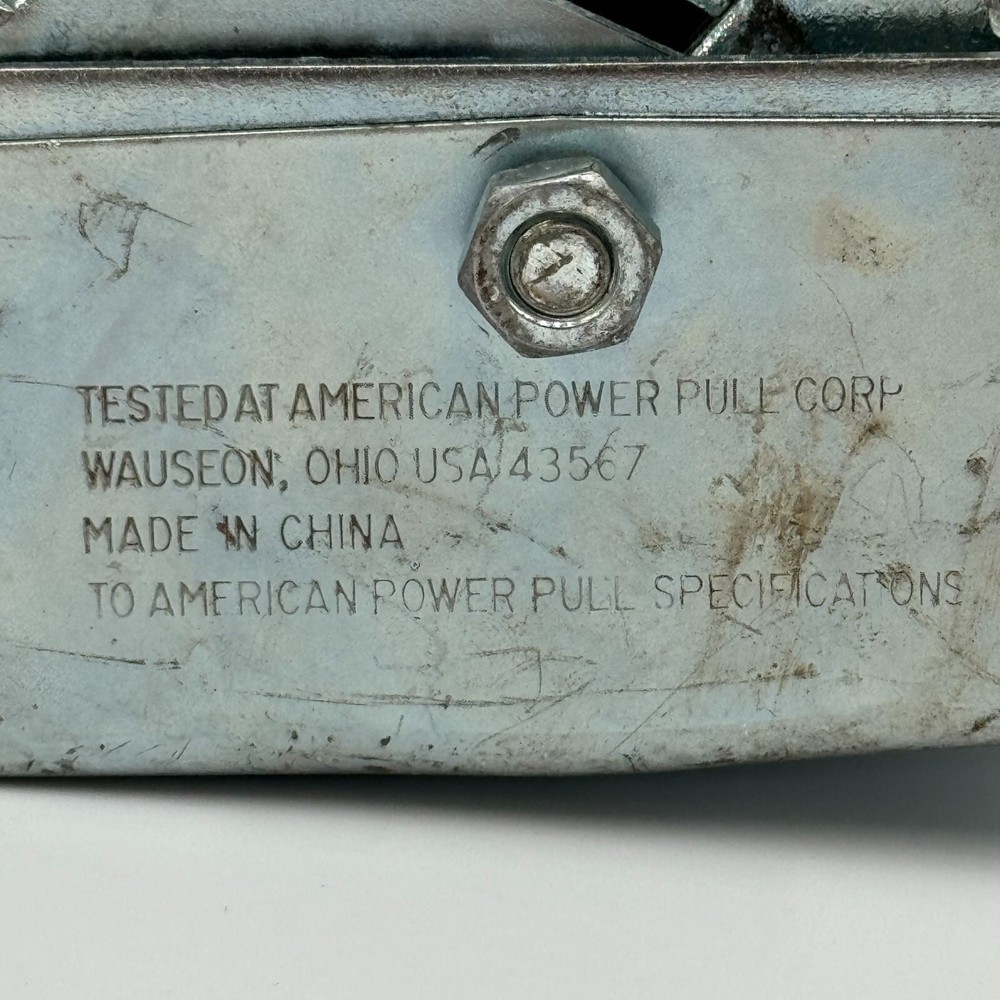 TESTED AT AMERICAN POWER PULL CORP
WAUSEON, OHIO USA 43567
MADE IN CHINA
TO AMERICAN POWER PULL SPECIFICATIONS